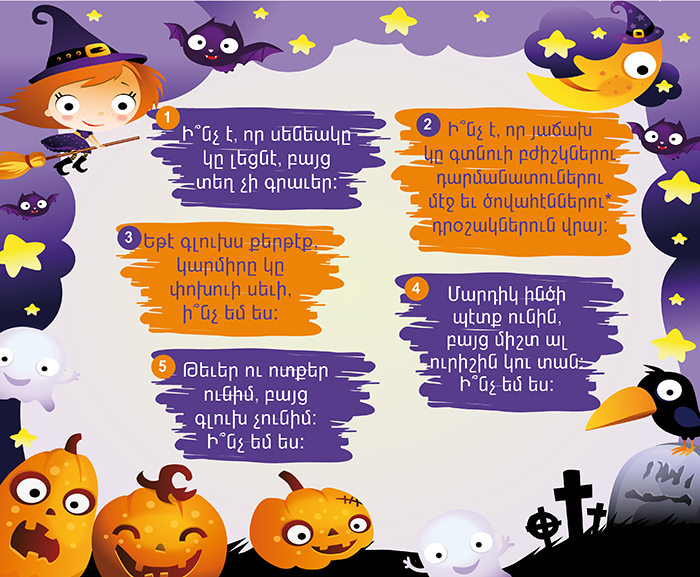 1
Ի՞նչ է, որ սենեակը
կը լեցնէ, բայց
տեղ չի գրաւեր:
2
Ի՞նչ է, որ յաճախ
կը գտնուի բժիշկներու
դարմանատուներու
մէջ եւ ծովահէններու*
դրօշակներուն վրայ:
3
Եթէ գլուխս քերթէք,
կարմիրը կը
փոխուի սեւի,
ի՞նչ եմ ես:
4
Մարդիկ ինծի
պէտք ունին,
բայց միշտ ալ
ուրիշին կու տան:
Ի՞նչ եմ ես:
5
Թեւեր ու ոտքեր
ունիմ, բայց
գլուխ չունիմ:
Ի՞նչ եմ ես: